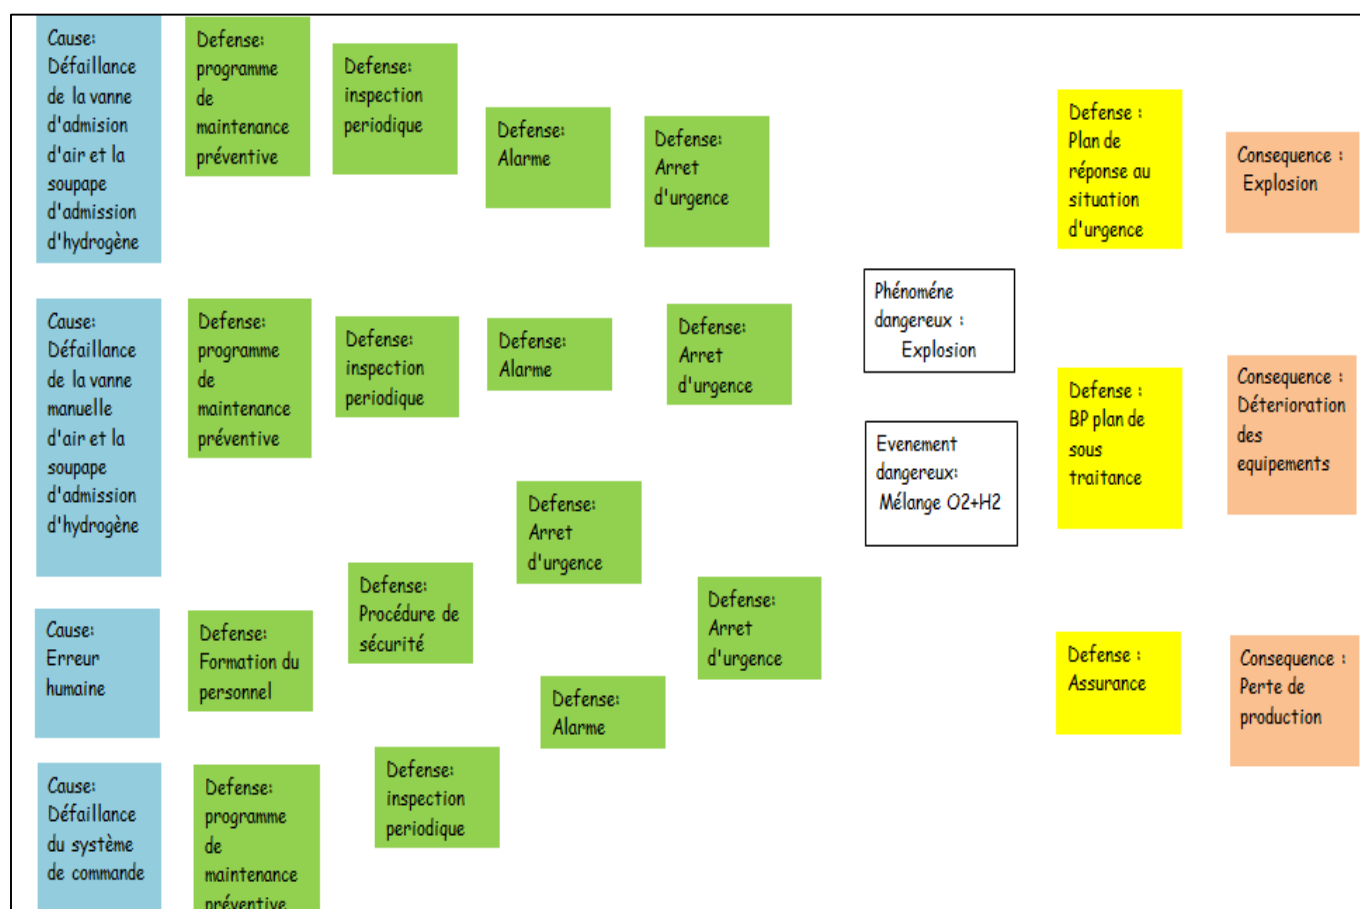 Cause:
Défaillance
de la vanne
d'admision
d'air et la
soupape
d'admission
d'hydrogène
Defense:
programme
de
maintenance
préventive
Defense:
inspection
periodique
Defense:
Alarme
Defense:
Arret
d'urgence
Defense :
Plan de
réponse au
situation
d'urgence
Consequence :
Explosion
Phénoméne
dangereux :
Explosion
Cause:
Défaillance
de la vanne
manuelle
d'air et la
soupape
d'admission
d'hydrogène
Defense:
programme
de
maintenance
préventive
Defense:
inspection
periodique
Defense:
Alarme
Defense:
Arret
d'urgence
Defense :
BP plan de
sous
traitance
Consequence :
Déterioration
des
equipements
Evenement
dangereux:
Mélange O2+H2
Cause:
Erreur
humaine
Defense:
Formation du
personnel
Defense:
Procédure de
sécurité
Defense:
Arret
d'urgence
Defense :
Assurance
Consequence :
Perte de
production
Cause:
Défaillance
du système
de commande
Defense:
programme
de
maintenance
préventive
Defense:
inspection
periodique
Defense:
Alarme
Defense:
Arret
d'urgence